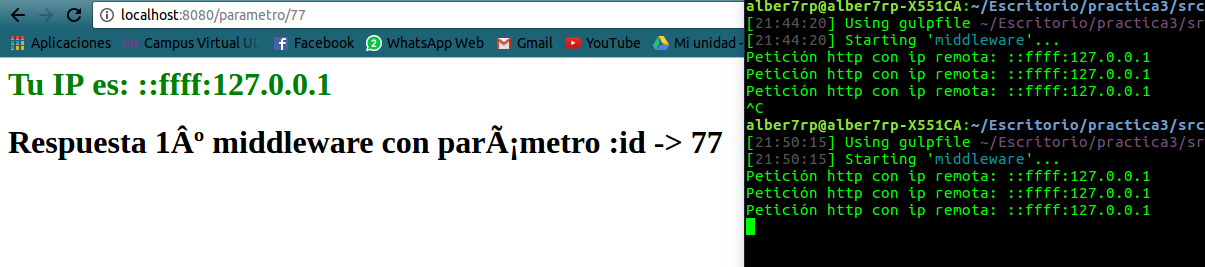 localhost:8080/parametro/77
Aplicaciones Campus Virtual Facebook WhatsApp Web Gmail YouTube Mi unidad -
Tu IP es: ::ffff:127.0.0.1
Respuesta 1Âº middleware con parÃ¡metro :id -> 77
alber7rp@alber7rp-X551CA:~/Escritorio/practica3/src
[21:44:20] Using gulpfile ~/Escritorio/practica3/sr
[21:44:20] Starting 'middleware'...
Petición http con ip remota: ::ffff:127.0.0.1
Petición http con ip remota: ::ffff:127.0.0.1
Petición http con ip remota: ::ffff:127.0.0.1
^C
alber7rp@alber7rp-X551CA:~/Escritorio/practica3/src
[21:50:15] Using gulpfile ~/Escritorio/practica3/sr
[21:50:15] Starting 'middleware'...
Petición http con ip remota: ::ffff:127.0.0.1
Petición http con ip remota: ::ffff:127.0.0.1
Petición http con ip remota: ::ffff:127.0.0.1